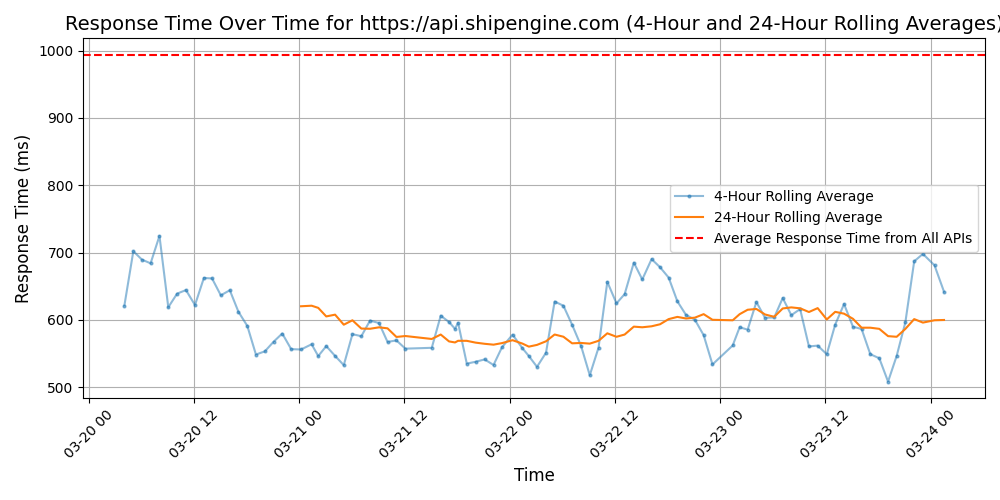 Response Time Over Time for https://api.shipengine.com (4-Hour and 24-Hour Rolling Averages)
Response Time (ms)
1000
900
800
700
600
500
4-Hour Rolling Average
24-Hour Rolling Average
Average Response Time from All APIs
03-20 00
03-20 12
03-21 00
03-21 12
03-22 00
03-22 12
03-23 00
03-23 12
03-24 00
Time